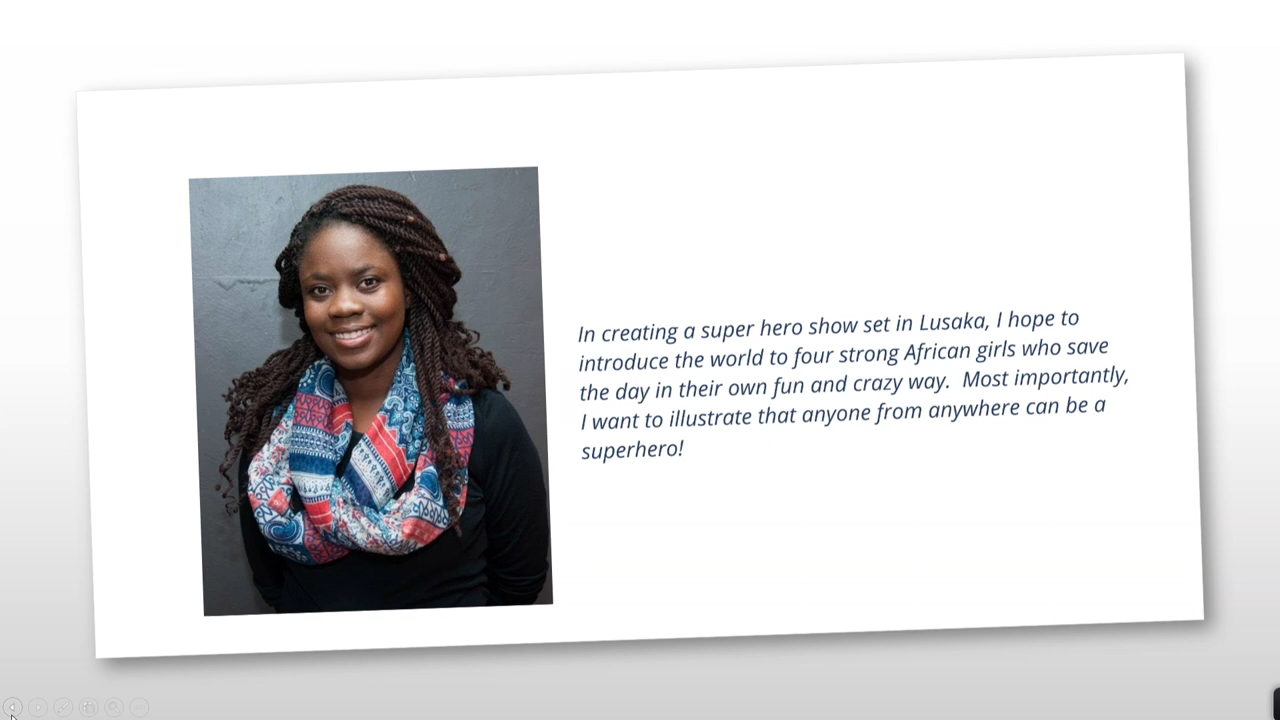 In creating a super hero show set in Lusaka, I hope to
introduce the world to four strong African girls who save
the day in their own fun and crazy way.  Most importantly,
I want to illustrate that anyone from anywhere can be a
superhero!